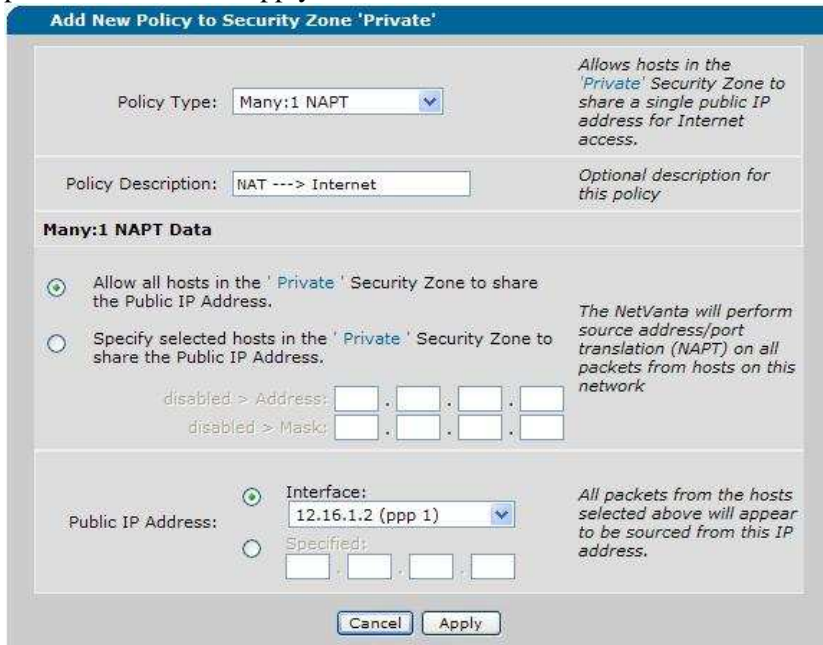 Add New Policy to Security Zone 'Private'
Policy Type:
Many:1 NAPT
Allows hosts in the
'Private' Security Zone to
share a single public IP
address for Internet
access.
Policy Description:
NAT ---> Internet
Optional description for
this policy
Many:1 NAPT Data
Allow all hosts in the ' Private ' Security Zone to share
the Public IP Address.
Specify selected hosts in the ' Private ' Security Zone to
share the Public IP Address.
disabled > Address: . . .
disabled > Mask: . . .
The NetVanta will perform
source address/port
translation (NAPT) on all
packets from hosts on this
network
Public IP Address:
Interface:
12.16.1.2 (ppp 1)
Specified:
. . .
All packets from the hosts
selected above will appear
to be sourced from this IP
address.
Cancel Apply